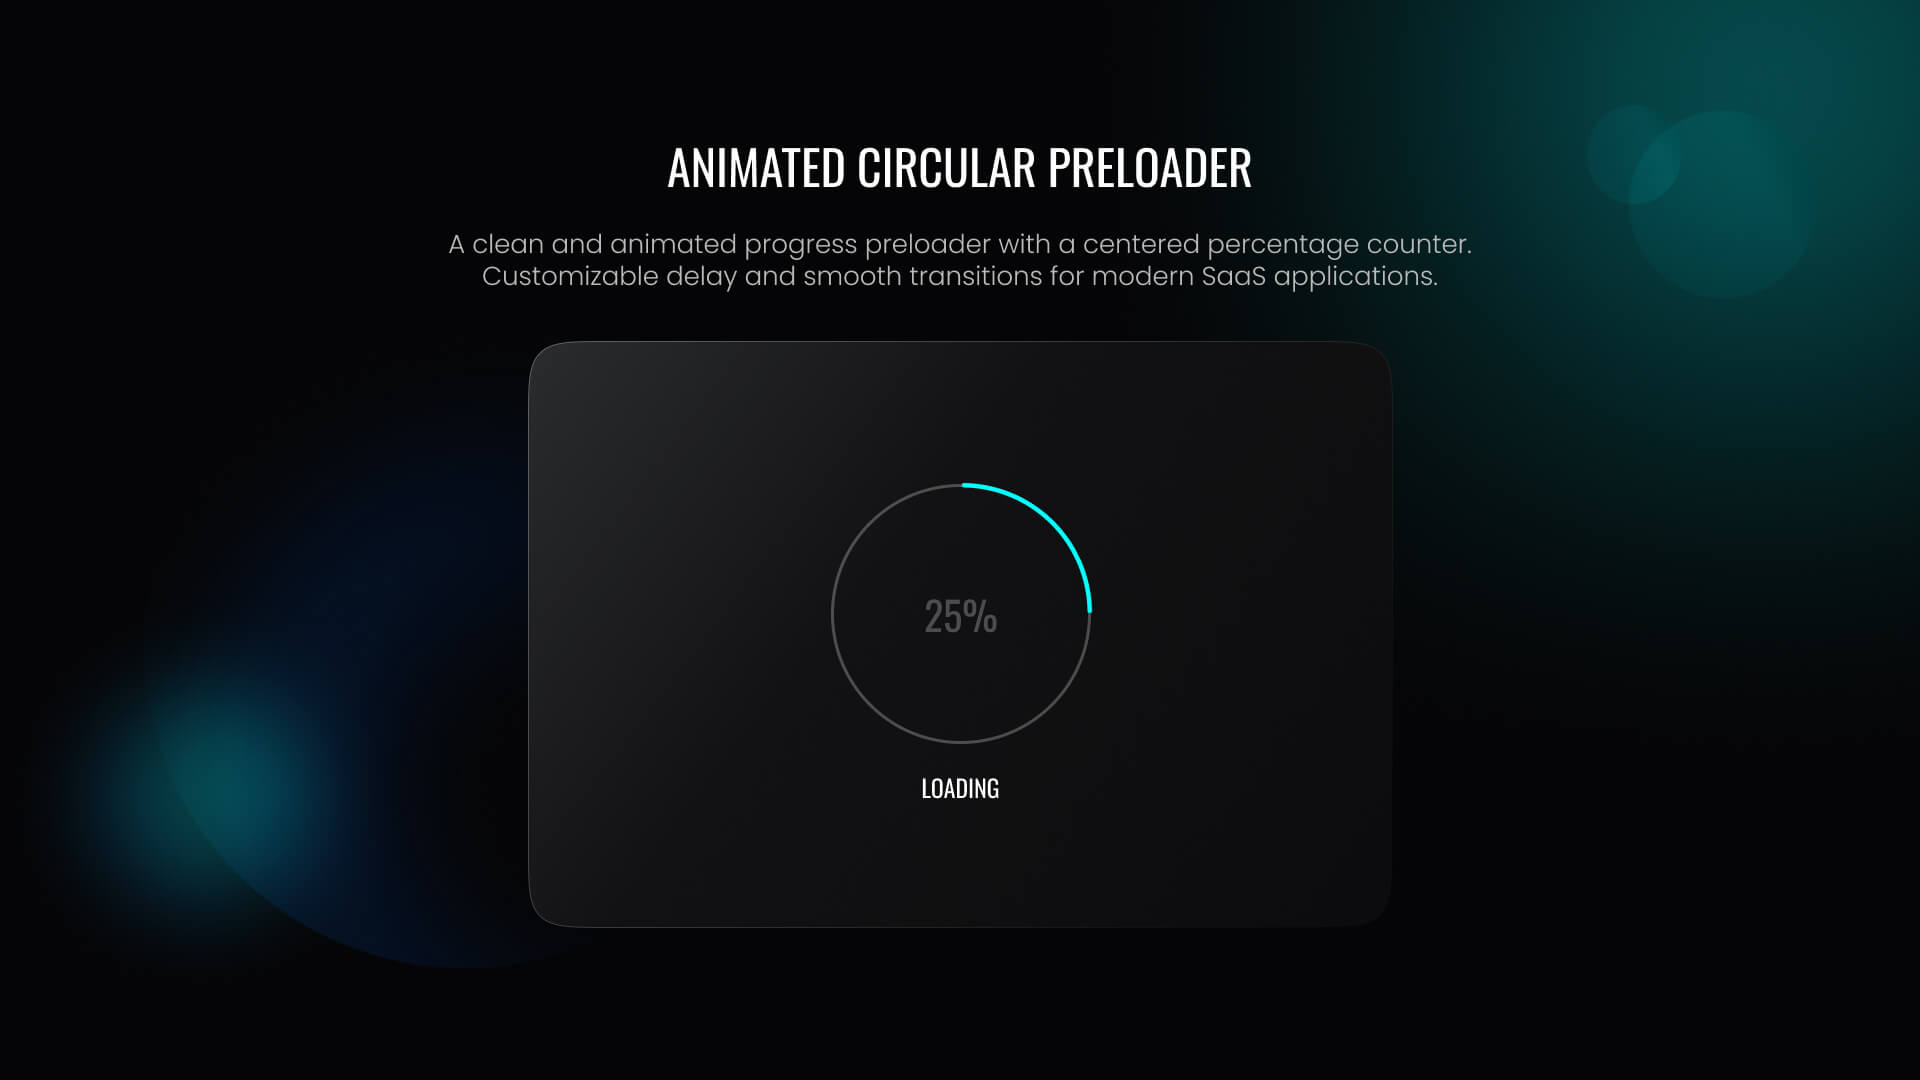 ANIMATED CIRCULAR PRELOADER
A clean and animated progress preloader with a centered percentage counter.
Customizable delay and smooth transitions for modern SaaS applications.
25%
LOADING